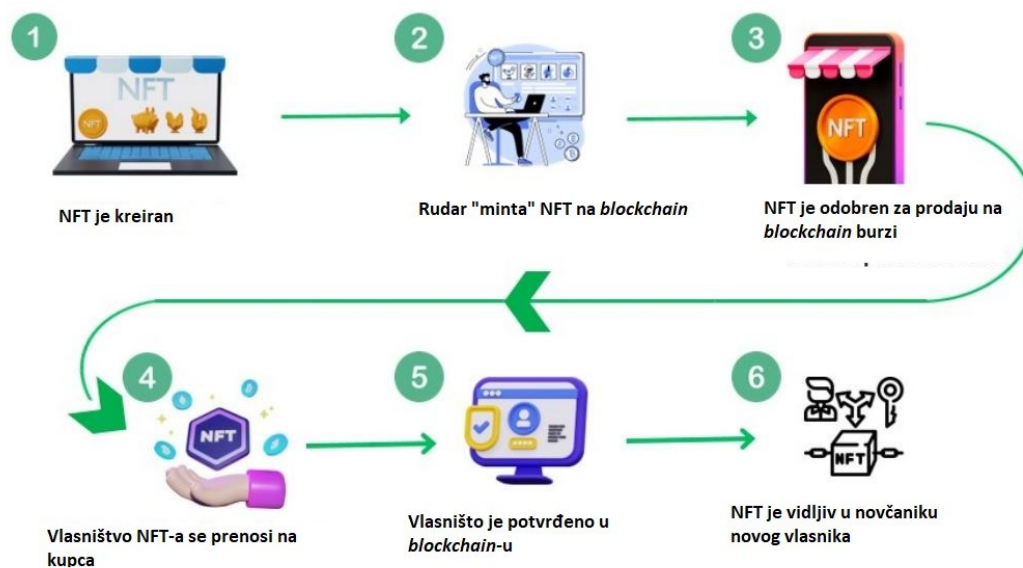 1
NFT
NFT
NFT je kreiran
2
Rudar "minta" NFT na blockchain
3
NFT
NFT je odobren za prodaju na
blockchain burzi
4
NFT
Vlasništvo NFT-a se prenosi na
kupca
5
Vlasništo je potvrđeno u
blockchain-u
6
NFT
NFT je vidljiv u novčaniku
novog vlasnika